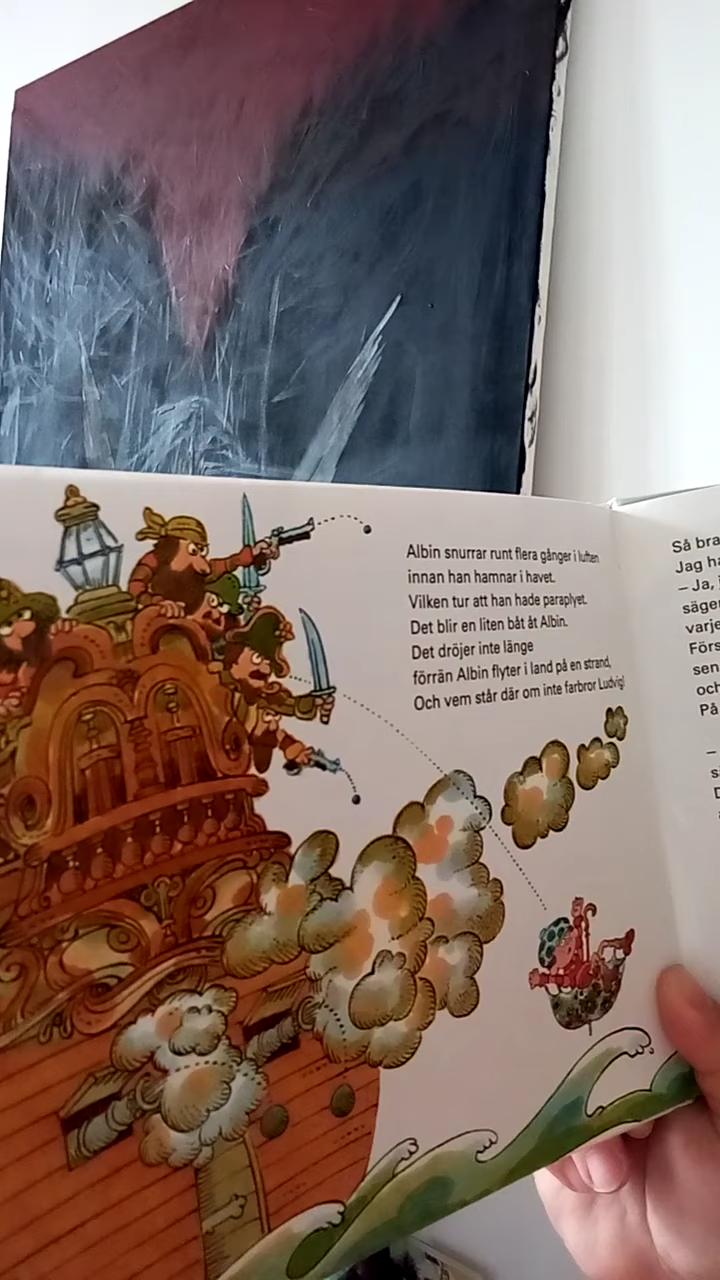 Albin snurrar runt flera gånger i luften
innan han hamnar i havet.
Vilken tur att han hade paraplyet.
Det blir en liten båt åt Albin.
Det dröjer inte länge
förrän Albin flyter i land på en strand,
Och vem står där om inte farbror Ludvig!
Så bra
Jag ha
– Ja, j
säger
varje
Förs
sen
och
På
–
s